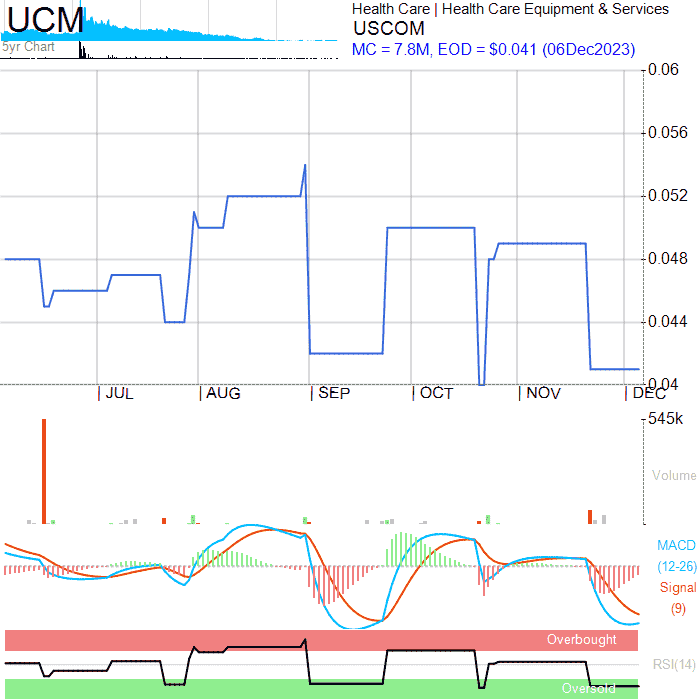 UCM
5yr Chart
Health Care | Health Care Equipment & Services
USCOM
MC = 7.8M, EOD = $0.041 (06Dec2023)
0.06
0.056
0.052
0.048
0.044
0.04
JUL AUG SEP OCT NOV DEC
545k
Volume
MACD
(12-26)
Signal
(9)
Overbought
RSI(14)
Oversold